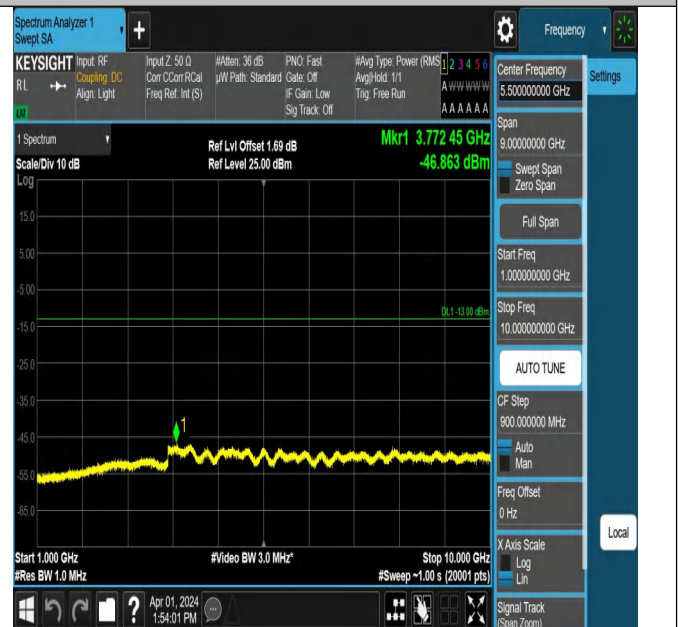 Spectrum Analyzer 1
Swept SA
+
Frequency
KEYSIGHT
RL
LXI
Input: RF
Coupling: DC
Align: Light
Input Z: 50 Ω
Corr CCorr RCal
Freq Ref: Int (S)
#Atten: 36 dB
µW Path: Standard
PNO: Fast
Gate: Off
IF Gain: Low
Sig Track: Off
#Avg Type: Power (RMS
Avg|Hold: 1/1
Trig: Free Run
1 2 3 4 5 6
A W W W W W
A A A A A A
1 Spectrum
Scale/Div 10 dB
Log
Ref Lvl Offset 1.69 dB
Ref Level 25.00 dBm
Mkr1 3.772 45 GHz
-46.863 dBm
15.0
5.00
-5.00
-15.0
-25.0
-35.0
-45.0
-55.0
-65.0
DL1 -13.00 dBm
1
Start 1.000 GHz
#Res BW 1.0 MHz
#Video BW 3.0 MHz*
Stop 10.000 GHz
#Sweep ~1.00 s (20001 pts)
Center Frequency
5.500000000 GHz
Span
9.00000000 GHz
Swept Span
Zero Span
Full Span
Start Freq
1.000000000 GHz
Stop Freq
10.000000000 GHz
AUTO TUNE
CF Step
900.000000 MHz
Auto
Man
Freq Offset
0 Hz
X Axis Scale
Log
Lin
Signal Track
(Span Zoom)
Settings
Local
?
Apr 01, 2024
1:54:01 PM